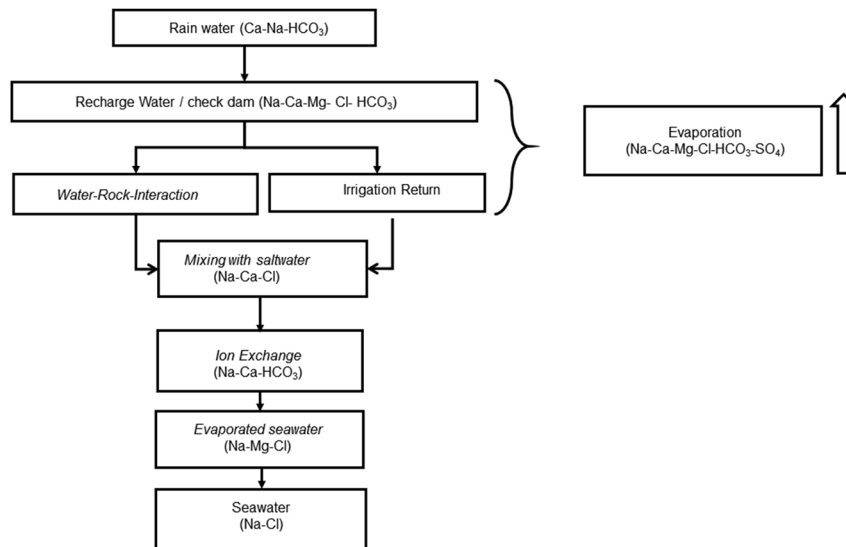 Rain water (Ca-Na-HCO₃)
Recharge Water / check dam (Na-Ca-Mg- Cl- HCO₃)
Evaporation
(Na-Ca-Mg-Cl-HCO₃-SO₄)
Water-Rock-Interaction
Irrigation Return
Mixing with saltwater
(Na-Ca-Cl)
Ion Exchange
(Na-Ca-HCO₃)
Evaporated seawater
(Na-Mg-Cl)
Seawater
(Na-Cl)